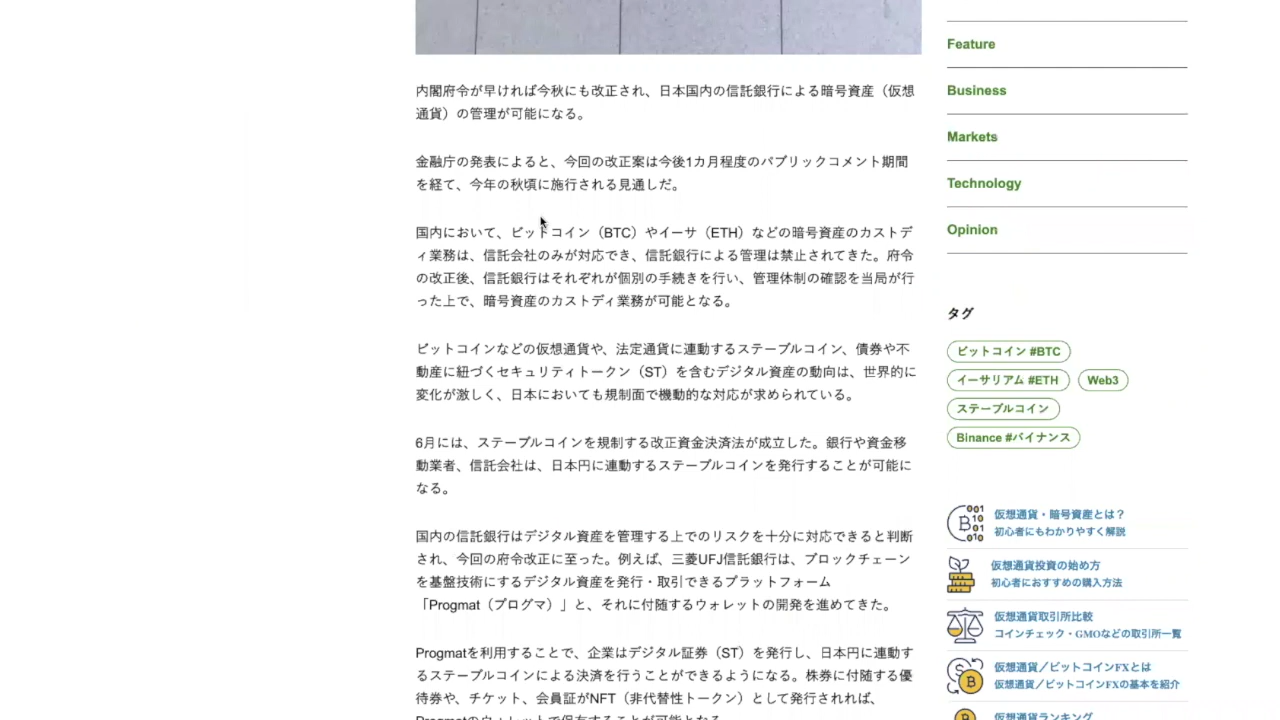 内閣府令が早ければ今秋にも改正され、日本国内の信託銀行による暗号資産（仮想
通貨）の管理が可能になる。
金融庁の発表によると、今回の改正案は今後1カ月程度のパブリックコメント期間
を経て、今年の秋頃に施行される見通しだ。
国内において、ビットコイン（BTC）やイーサ（ETH）などの暗号資産のカストデ
ィ業務は、信託会社のみが対応でき、信託銀行による管理は禁止されてきた。府令
の改正後、信託銀行はそれぞれが個別の手続きを行い、管理体制の確認を当局が行
った上で、暗号資産のカストディ業務が可能となる。
ビットコインなどの仮想通貨や、法定通貨に連動するステーブルコイン、債券や不
動産に紐づくセキュリティトークン（ST）を含むデジタル資産の動向は、世界的に
変化が激しく、日本においても規制面で機動的な対応が求められている。
6月には、ステーブルコインを規制する改正資金決済法が成立した。銀行や資金移
動業者、信託会社は、日本円に連動するステーブルコインを発行することが可能に
なる。
国内の信託銀行はデジタル資産を管理する上でのリスクを十分に対応できると判断
され、今回の府令改正に至った。例えば、三菱UFJ信託銀行は、ブロックチェーン
を基盤技術にするデジタル資産を発行・取引できるプラットフォーム
「Progmat（プログマ）」と、それに付随するウォレットの開発を進めてきた。
Progmatを利用することで、企業はデジタル証券（ST）を発行し、日本円に連動す
るステーブルコインによる決済を行うことができるようになる。株券に付随する優
待券や、チケット、会員証がNFT（非代替性トークン）として発行されれば、
Progmatのウォレットで保有することが可能となる。
Feature
Business
Markets
Technology
Opinion
タグ
ビットコイン #BTC
イーサリアム #ETH
Web3
ステーブルコイン
Binance #バイナンス
仮想通貨・暗号資産とは？
初心者にもわかりやすく解説
仮想通貨投資の始め方
初心者におすすめの購入方法
仮想通貨取引所比較
コインチェック・GMOなどの取引所一覧
仮想通貨／ビットコインFXとは
仮想通貨／ビットコインFXの基本を紹介
仮想通貨ランキング